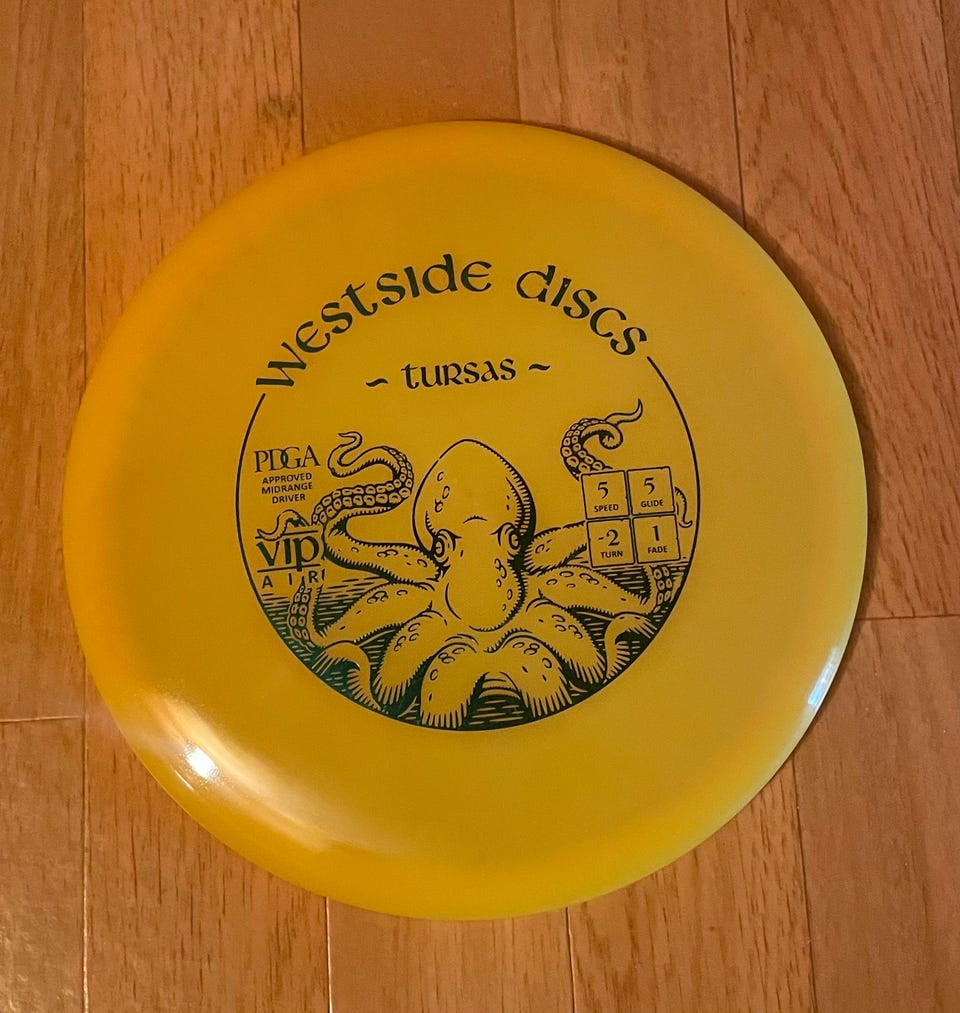 Westside Discs
~ Tursas ~
PDGA
APPROVED
MIDRANGE
DRIVER
VIP
AIR
5 5
SPEED GLIDE
-2 1
TURN FADE